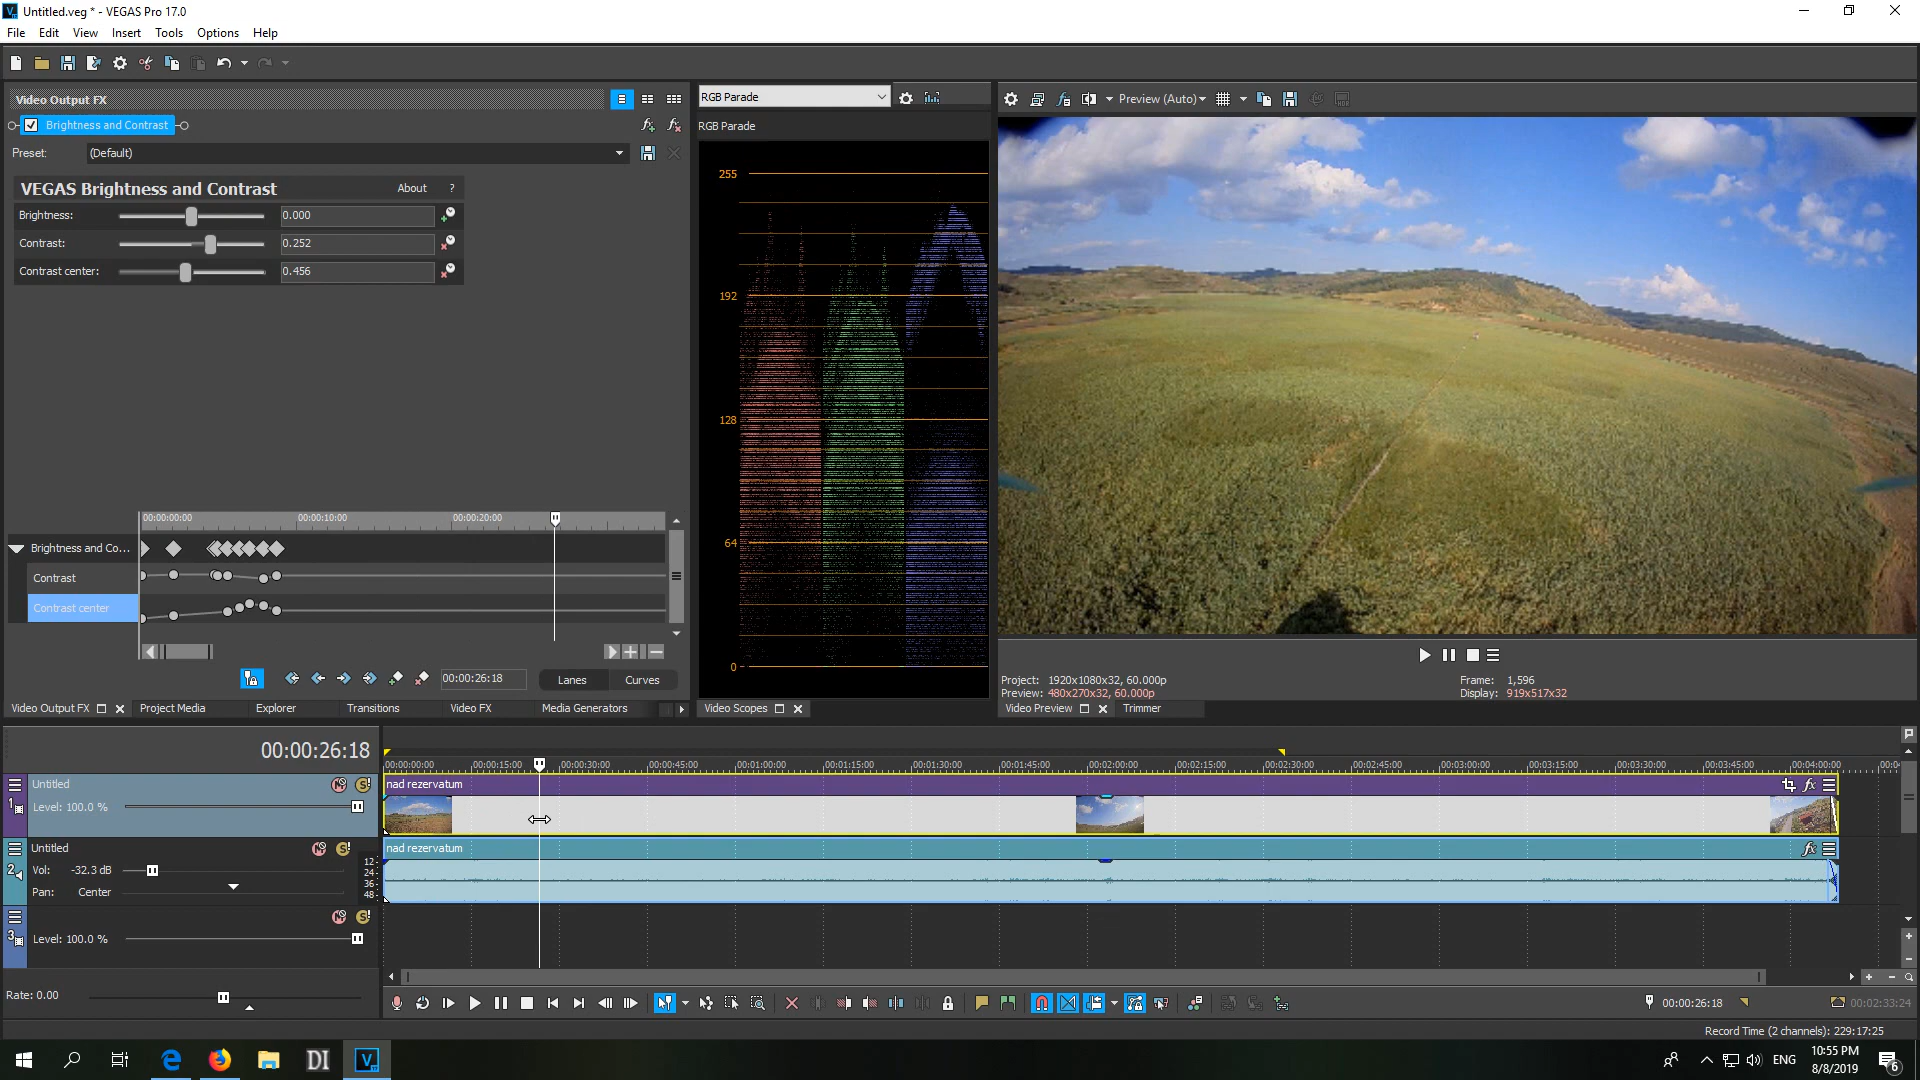 Untitled.veg * - VEGAS Pro 17.0
File Edit View Insert Tools Options Help
Video Output FX
Brightness and Contrast
Preset: (Default)
VEGAS Brightness and Contrast About ?
Brightness: 0.000
Contrast: 0.252
Contrast center: 0.456
00:00:00:00 00:00:10:00 00:00:20:00
Brightness and Co...
Contrast
Contrast center
00:00:26:18 Lanes Curves
Video Output FX Project Media Explorer Transitions Video FX Media Generators
RGB Parade
RGB Parade
255
192
128
64
0
Video Scopes
Preview (Auto)
Project: 1920x1080x32, 60.000p
Preview: 480x270x32, 60.000p
Frame: 1,596
Display: 919x517x32
Video Preview Trimmer
00:00:26:18
00:00:00:00 00:00:15:00 00:00:30:00 00:00:45:00 00:01:00:00 00:01:15:00 00:01:30:00 00:01:45:00 00:02:00:00 00:02:15:00 00:02:30:00 00:02:45:00 00:03:00:00 00:03:15:00 00:03:30:00 00:03:45:00 00:04:00:00
1
Untitled
Level: 100.0 %
nad rezervatum
2
Untitled
Vol: -32.3 dB
Pan: Center
12
24
36
48
nad rezervatum
3
Level: 100.0 %
Rate: 0.00
00:00:26:18 00:02:33:24
Record Time (2 channels): 229:17:25
DI V
ENG
10:55 PM
8/8/2019
6